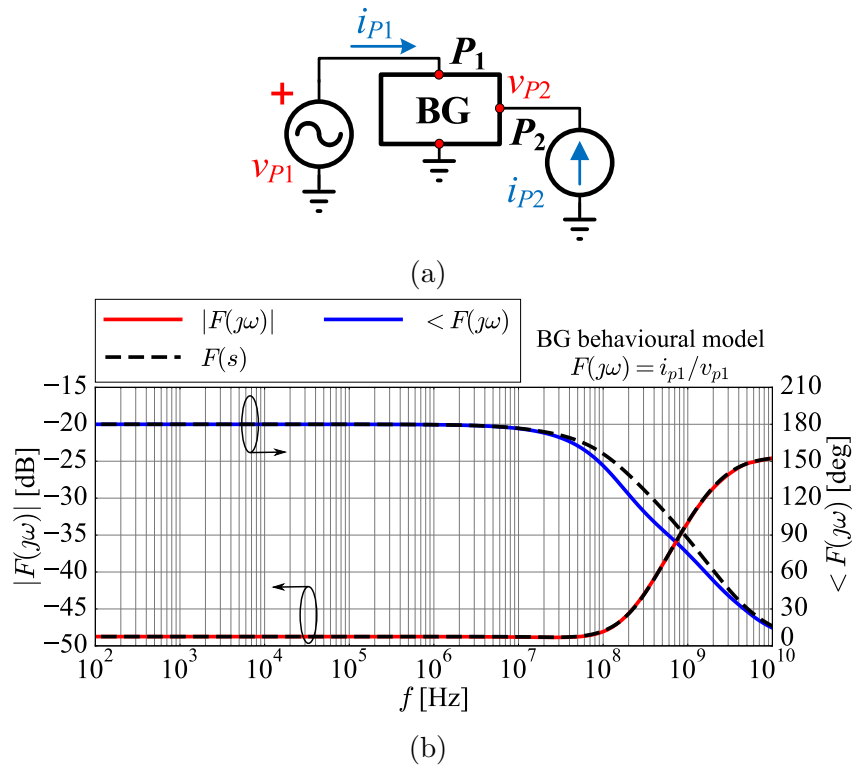 i_{P1}
P_1
v_{P2}
+
BG
P_2
v_{P1}
i_{P2}
(a)
|F(ȷω)| < F(ȷω)
F(s)
BG behavioural model
F(ȷω) = i_{p1}/v_{p1}
−15 210
−20 180
−25 150
−30 120
−35 90
−40 60
−45 30
−50 0
|F(ȷω)| [dB]
< F(ȷω) [deg]
10^2 10^3 10^4 10^5 10^6 10^7 10^8 10^9 10^10
f [Hz]
(b)